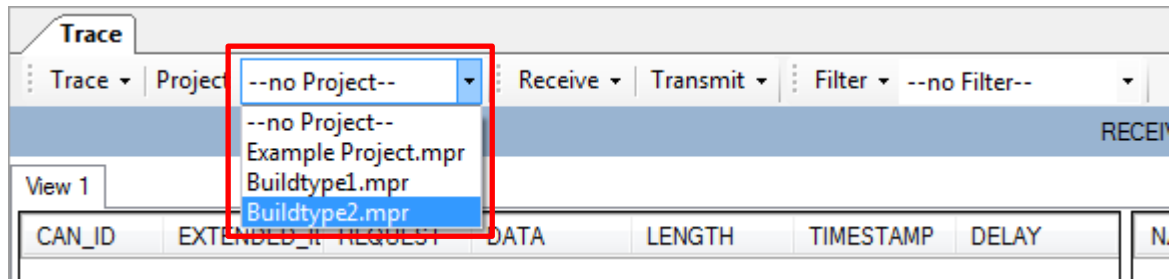 Trace
Trace Project --no Project-- Receive Transmit Filter --no Filter--
--no Project--
Example Project.mpr
Buildtype1.mpr
Buildtype2.mpr
View 1
CAN_ID DATA LENGTH TIMESTAMP DELAY